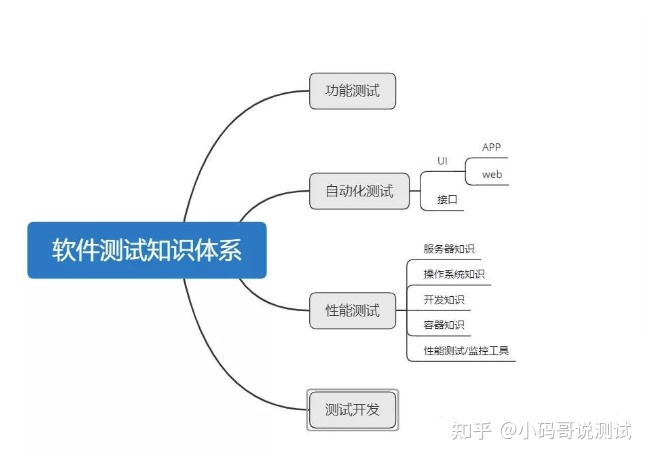 软件测试知识体系
功能测试
自动化测试
UI
APP
web
接口
性能测试
服务器知识
操作系统知识
开发知识
容器知识
性能测试/监控工具
测试开发
知乎 @小码哥说测试